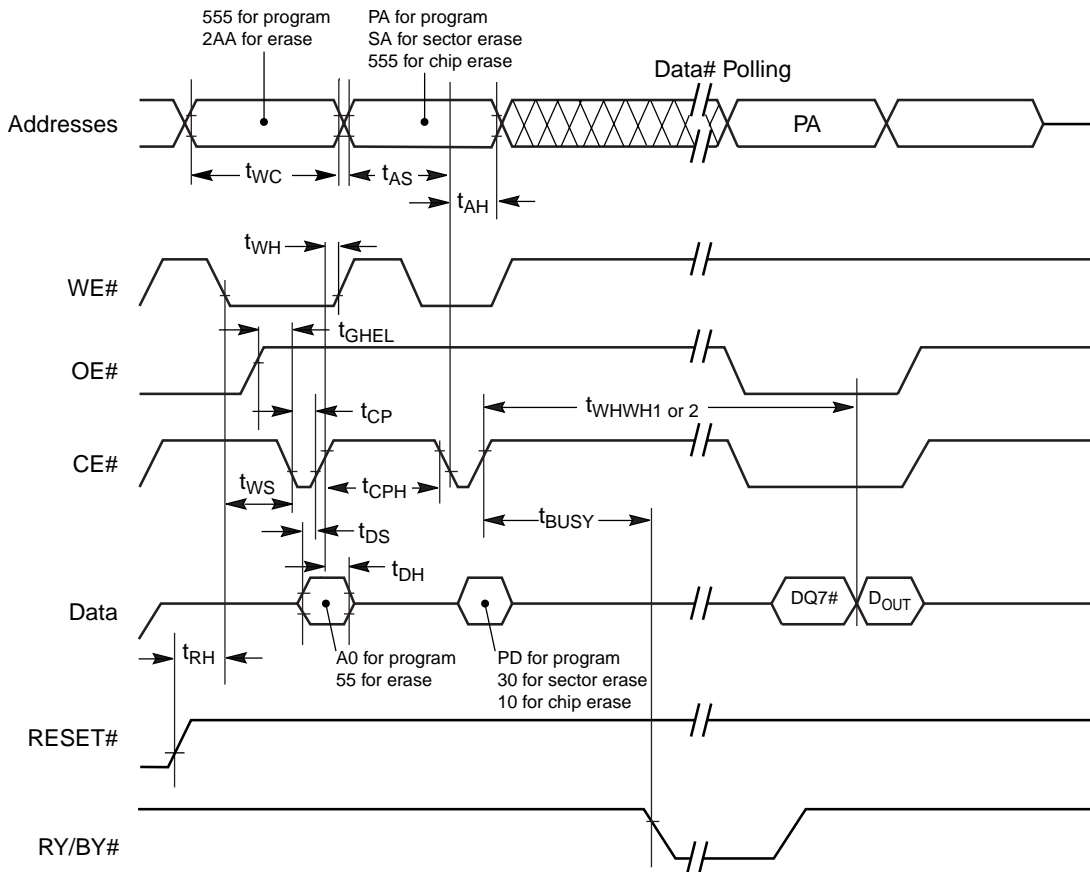 555 for program
2AA for erase
PA for program
SA for sector erase
555 for chip erase
Data# Polling
Addresses
PA
tWC
tAS
tAH
tWH
WE#
tGHEL
OE#
tWHWH1 or 2
tCP
CE#
tWS
tCPH
tBUSY
tDS
tDH
Data
DQ7#
DOUT
tRH
A0 for program
55 for erase
PD for program
30 for sector erase
10 for chip erase
RESET#
RY/BY#